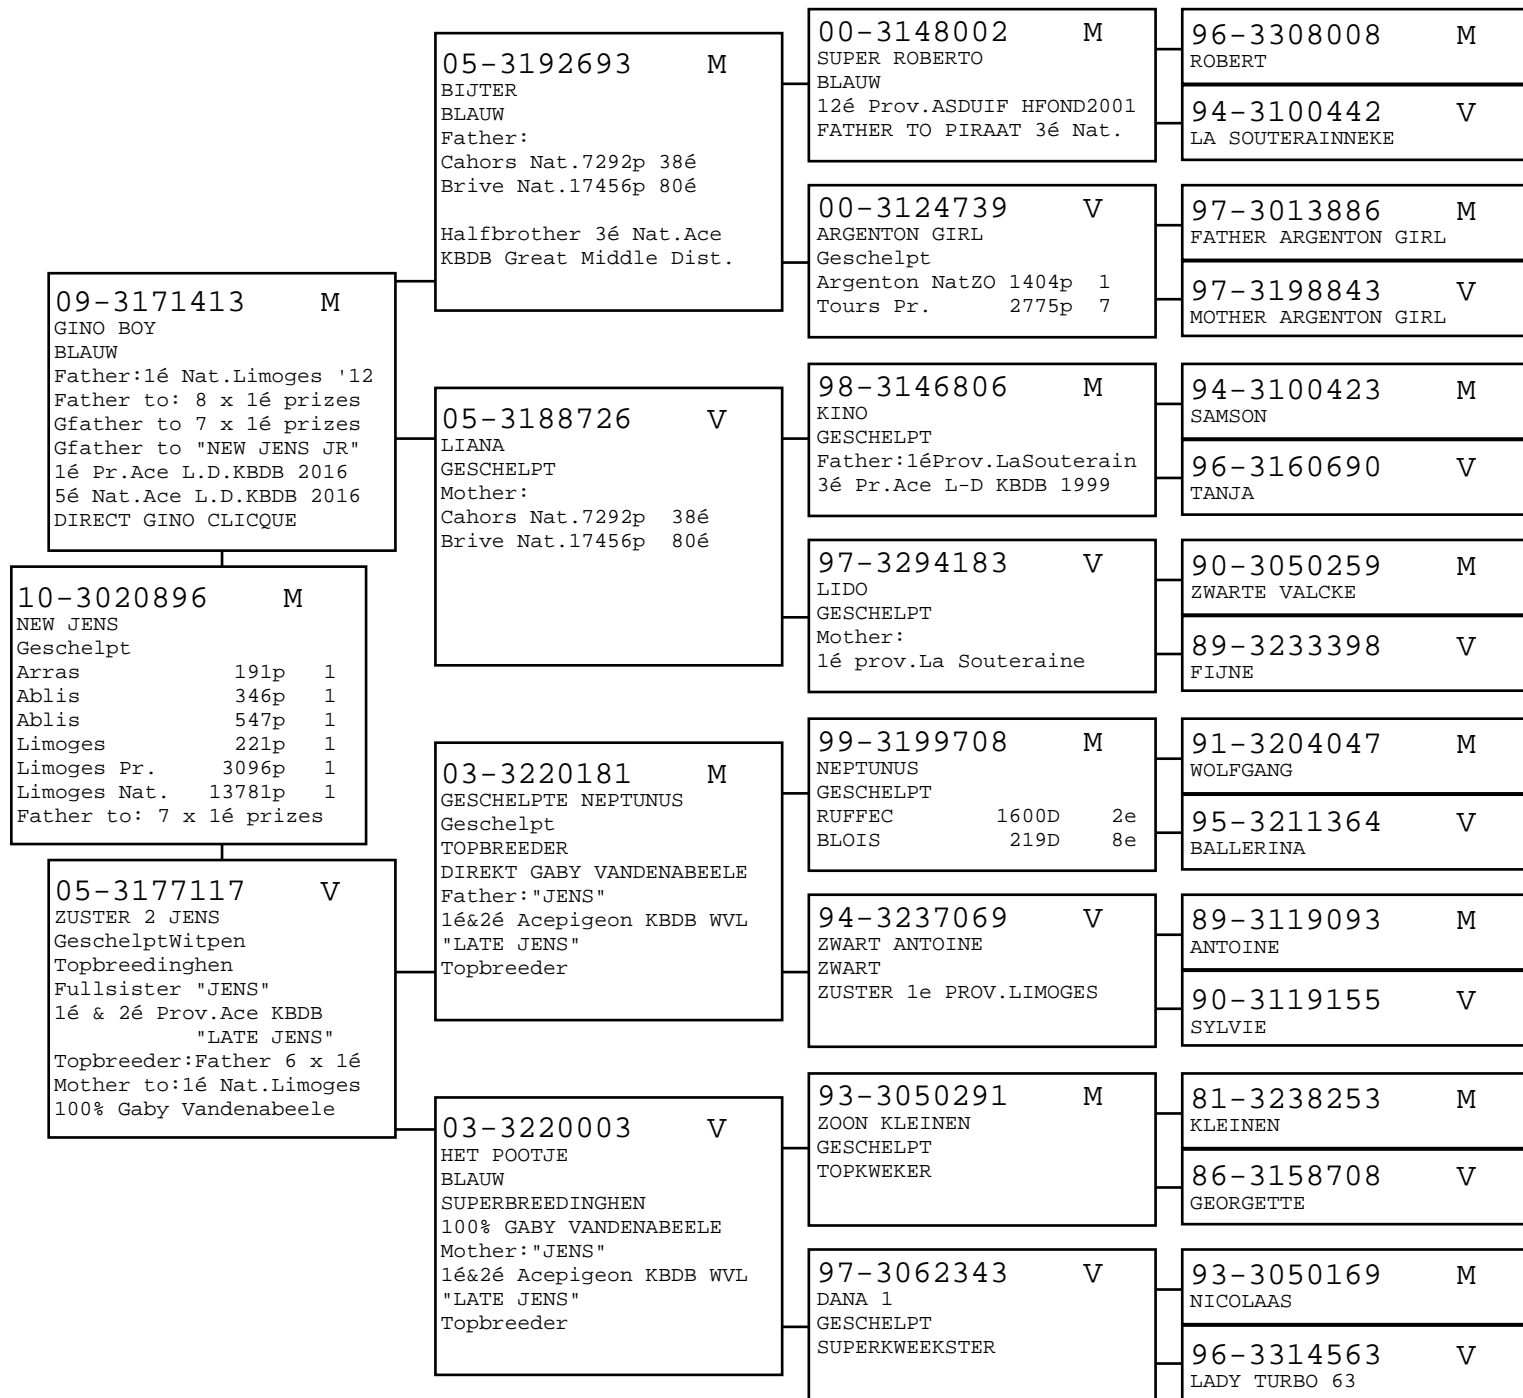 10-3020896 M
NEW JENS
Geschelpt
Arras 191p 1
Ablis 346p 1
Ablis 547p 1
Limoges 221p 1
Limoges Pr. 3096p 1
Limoges Nat. 13781p 1
Father to: 7 x 1é prizes
09-3171413 M
GINO BOY
BLAUW
Father:1é Nat.Limoges '12
Father to: 8 x 1é prizes
Gfather to 7 x 1é prizes
Gfather to "NEW JENS JR"
1é Pr.Ace L.D.KBDB 2016
5é Nat.Ace L.D.KBDB 2016
DIRECT GINO CLICQUE
05-3177117 V
ZUSTER 2 JENS
GeschelptWitpen
Topbreedinghen
Fullsister "JENS"
1é & 2é Prov.Ace KBDB
"LATE JENS"
Topbreeder:Father 6 x 1é
Mother to:1é Nat.Limoges
100% Gaby Vandenabeele
05-3192693 M
BIJTER
BLAUW
Father:
Cahors Nat.7292p 38é
Brive Nat.17456p 80é
Halfbrother 3é Nat.Ace
KBDB Great Middle Dist.
05-3188726 V
LIANA
GESCHELPT
Mother:
Cahors Nat.7292p 38é
Brive Nat.17456p 80é
03-3220181 M
GESCHELPTE NEPTUNUS
Geschelpt
TOPBREEDER
DIREKT GABY VANDENABEELE
Father:"JENS"
1é&2é Acepigeon KBDB WVL
"LATE JENS"
Topbreeder
03-3220003 V
HET POOTJE
BLAUW
SUPERBREEDINGHEN
100% GABY VANDENABEELE
Mother:"JENS"
1é&2é Acepigeon KBDB WVL
"LATE JENS"
Topbreeder
00-3148002 M
SUPER ROBERTO
BLAUW
12é Prov.ASDUIF HFOND2001
FATHER TO PIRAAT 3é Nat.
00-3124739 V
ARGENTON GIRL
Geschelpt
Argenton NatZO 1404p 1
Tours Pr. 2775p 7
98-3146806 M
KINO
GESCHELPT
Father:1éProv.LaSouterain
3é Pr.Ace L-D KBDB 1999
97-3294183 V
LIDO
GESCHELPT
Mother:
1é prov.La Souteraine
99-3199708 M
NEPTUNUS
GESCHELPT
RUFFEC 1600D 2e
BLOIS 219D 8e
94-3237069 V
ZWART ANTOINE
ZWART
ZUSTER 1e PROV.LIMOGES
93-3050291 M
ZOON KLEINEN
GESCHELPT
TOPKWEKER
97-3062343 V
DANA 1
GESCHELPT
SUPERKWEEKSTER
96-3308008 M
ROBERT
94-3100442 V
LA SOUTERAINNEKE
97-3013886 M
FATHER ARGENTON GIRL
97-3198843 V
MOTHER ARGENTON GIRL
94-3100423 M
SAMSON
96-3160690 V
TANJA
90-3050259 M
ZWARTE VALCKE
89-3233398 V
FIJNE
91-3204047 M
WOLFGANG
95-3211364 V
BALLERINA
89-3119093 M
ANTOINE
90-3119155 V
SYLVIE
81-3238253 M
KLEINEN
86-3158708 V
GEORGETTE
93-3050169 M
NICOLAAS
96-3314563 V
LADY TURBO 63